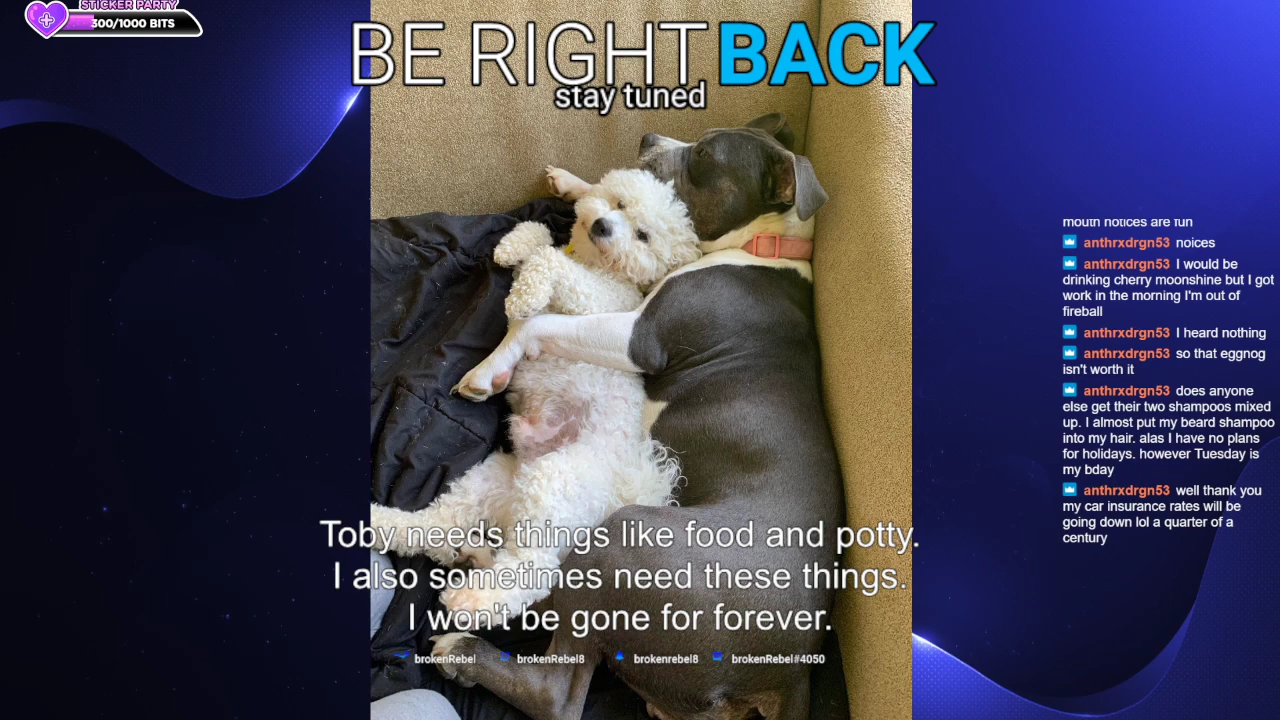 STICKER PARTY
300/1000 BITS
BE RIGHT BACK
stay tuned
mouth notices are fun
anthrxdrgn53 noices
anthrxdrgn53 I would be
drinking cherry moonshine but I got
work in the morning I'm out of
fireball
anthrxdrgn53 I heard nothing
anthrxdrgn53 so that eggnog
isn't worth it
anthrxdrgn53 does anyone
else get their two shampoos mixed
up. I almost put my beard shampoo
into my hair. alas I have no plans
for holidays. however Tuesday is
my bday
anthrxdrgn53 well thank you
my car insurance rates will be
going down lol a quarter of a
century
Toby needs things like food and potty.
I also sometimes need these things.
I won't be gone for forever.
brokenRebel brokenRebel8 brokenrebel8 brokenRebel#4050